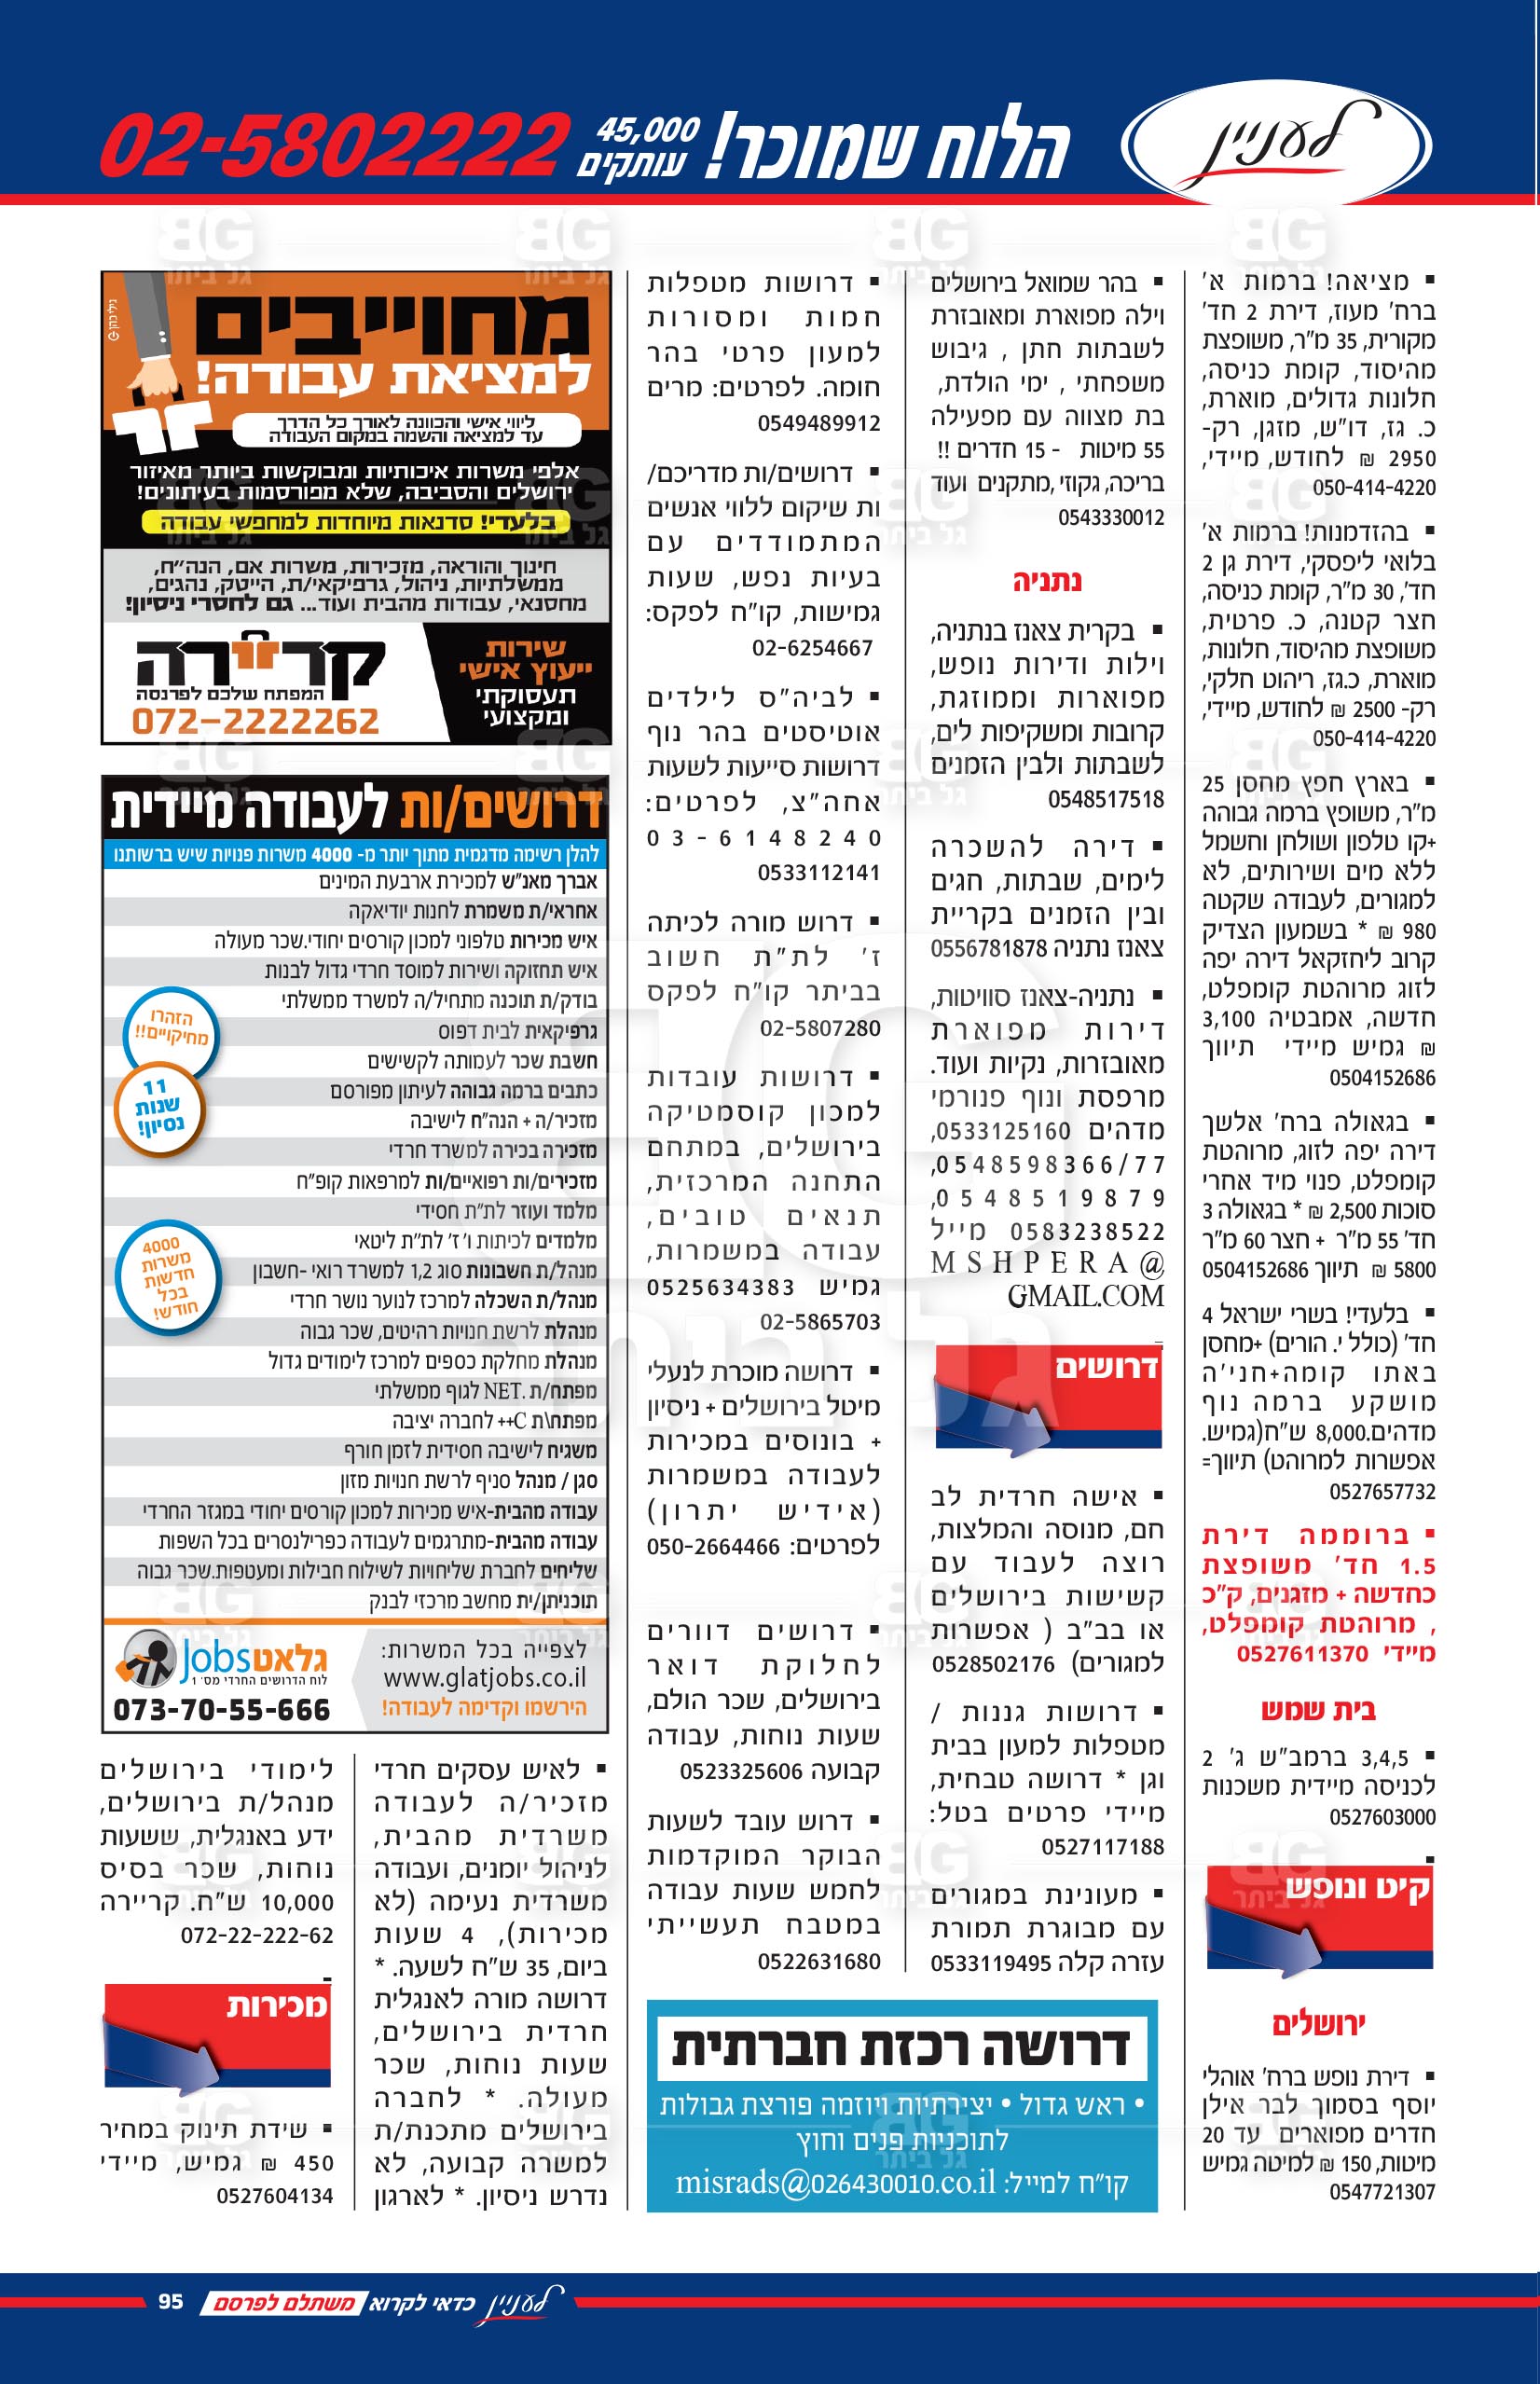 לעניין
הלוח שמוכר!
45,000
עותקים
02-5802222
▪ מציאה! ברמות א'
ברח' מעוז, דירת 2 חד'
מקורית, 35 מ"ר, משופצת
מהיסוד, קומת כניסה,
חלונות גדולים, מוארת,
כ. גז, דו"ש, מזגן, רק-
2950 ₪ לחודש, מיידי,
050-414-4220
▪ בהזדמנות! ברמות א'
בלואי ליפסקי, דירת גן 2
חד', 30 מ"ר, קומת כניסה,
חצר קטנה, כ. פרטית,
משופצת מהיסוד, חלונות,
מוארת, כ.גז, ריהוט חלקי,
רק- 2500 ₪ לחודש, מיידי,
050-414-4220
▪ בארץ חפץ מחסן 25
מ"ר, משופץ ברמה גבוהה
+קו טלפון ושולחן וחשמל
ללא מים ושירותים, לא
למגורים, לעבודה שקטה
980 ₪ * בשמעון הצדיק
קרוב ליחזקאל דירה יפה
לזוג מרוהטת קומפלט,
חדשה, אמבטיה 3,100
₪ גמיש מיידי תיווך
0504152686
▪ בגאולה ברח' אלשך
דירה יפה לזוג, מרוהטת
קומפלט, פנוי מיד אחרי
סוכות 2,500 ₪ * בגאולה 3
חד' 55 מ"ר + חצר 60 מ"ר
5800 ₪ תיווך 0504152686
▪ בלעדי! בשרי ישראל 4
חד' (כולל י. הורים) +מחסן
באתו קומה+חני'ה
מושקע ברמה נוף
מדהים.8,000 ש"ח(גמיש.
אפשרות למרוהט) תיווך=
0527657732
▪ ברוממה דירת
1.5 חד' משופצת
כחדשה + מזגנים, ק"כ
, מרוהטת קומפלט,
מיידי 0527611370
בית שמש
▪ 3,4,5 ברמב"ש ג' 2
לכניסה מיידית משכנות
0527603000
קיט ונופש
ירושלים
▪ דירת נופש ברח' אוהלי
יוסף בסמוך לבר אילן
חדרים מפוארים עד 20
מיטות, 150 ₪ למיטה גמיש
0547721307
▪ בהר שמואל בירושלים
וילה מפוארת ומאובזרת
לשבתות חתן , גיבוש
משפחתי , ימי הולדת,
בת מצווה עם מפעילה
55 מיטות - 15 חדרים !!
בריכה, גקוזי ,מתקנים ועוד
0543330012
נתניה
▪ בקרית צאנז בנתניה,
וילות ודירות נופש,
מפוארות וממוזגת,
קרובות ומשקיפות לים,
לשבתות ולבין הזמנים
0548517518
▪ דירה להשכרה
לימים, שבתות, חגים
ובין הזמנים בקריית
צאנז נתניה 0556781878
▪ נתניה-צאנז סוויטות,
דירות מפוארת
מאובזרות, נקיות ועוד.
מרפסת ונוף פנורמי
מדהים 0533125160,
0548598366/77,
0548519879,
0583238522 מייל
MSHPERA@
GMAIL.COM
דרושים
▪ אישה חרדית לב
חם, מנוסה והמלצות,
רוצה לעבוד עם
קשישות בירושלים
או בב"ב ( אפשרות
למגורים) 0528502176
▪ דרושות גננות /
מטפלות למעון בבית
וגן * דרושה טבחית,
מיידי פרטים בטל:
0527117188
▪ מעונינת במגורים
עם מבוגרת תמורת
עזרה קלה 0533119495
▪ דרושות מטפלות
חמות ומסורות
למעון פרטי בהר
חומה. לפרטים: מרים
0549489912
▪ דרושים/ות מדריכם/
ות שיקום ללווי אנשים
המתמודדים עם
בעיות נפש, שעות
גמישות, קו"ח לפקס:
02-6254667
▪ לביה"ס לילדים
אוטיסטים בהר נוף
דרושות סייעות לשעות
אחה"צ, לפרטים:
03-6148240
0533112141
▪ דרוש מורה לכיתה
ז' לת"ת חשוב
בביתר קו"ח לפקס
02-5807280
▪ דרושות עובדות
למכון קוסמטיקה
בירושלים, במתחם
התחנה המרכזית,
תנאים טובים,
עבודה במשמרות,
גמיש 0525634383
02-5865703
▪ דרושה מוכרת לנעלי
מיטל בירושלים + ניסיון
+ בונוסים במכירות
לעבודה במשמרות
(אידיש יתרון)
לפרטים: 050-2664466
▪ דרושים דוורים
לחלוקת דואר
בירושלים, שכר הולם,
שעות נוחות, עבודה
קבועה 0523325606
▪ דרוש עובד לשעות
הבוקר המוקדמות
לחמש שעות עבודה
במטבח תעשייתי
0522631680
דרושה רכזת חברתית
• ראש גדול • יצירתיות ויוזמה פורצת גבולות
לתוכניות פנים וחוץ
קו"ח למייל: misrads@026430010.co.il
מחוייבים
למציאת עבודה!
לך
ליווי אישי והכוונה לאורך כל הדרך
עד למציאה והשמה במקום העבודה
אלפי משרות איכותיות ומבוקשות ביותר מאיזור
ירושלים והסביבה, שלא מפורסמות בעיתונים!
בלעדי! סדנאות מיוחדות למחפשי עבודה
חינוך והוראה, מזכירות, משרות אם, הנה"ח,
ממשלתיות, ניהול, גרפיקאי/ת, הייטק, נהגים,
מחסנאי, עבודות מהבית ועוד... גם לחסרי ניסיון!
שירות
ייעוץ אישי
תעסוקתי
ומקצועי
קריירה
המפתח שלכם לפרנסה
072-2222262
דרושים/ות לעבודה מיידית
להלן רשימה מדגמית מתוך יותר מ- 4000 משרות פנויות שיש ברשותנו
אברך מאנ"ש למכירת ארבעת המינים
אחראי/ת משמרת לחנות יודיאקה
איש מכירות טלפוני למכון קורסים יחודי.שכר מעולה
איש תחזוקה ושירות למוסד חרדי גדול לבנות
בודק/ת תוכנה מתחיל/ה למשרד ממשלתי
גרפיקאית לבית דפוס
חשבת שכר לעמותה לקשישים
כתבים ברמה גבוהה לעיתון מפורסם
מזכיר/ה + הנה"ח לישיבה
מזכירה בכירה למשרד חרדי
מזכירים/ות רפואיים/ות למרפאות קופ"ח
מלמד ועוזר לת"ת חסידי
מלמדים לכיתות ו' ז' לת"ת ליטאי
מנהל/ת חשבונות סוג 1,2 למשרד רואי -חשבון
מנהל/ת השכלה למרכז לנוער נושר חרדי
מנהלת לרשת חנויות רהיטים, שכר גבוה
מנהלת מחלקת כספים למרכז לימודים גדול
מפתח/ת .NET לגוף ממשלתי
מפתח\ת C++ לחברה יציבה
משגיח לישיבה חסידית לזמן חורף
סגן / מנהל סניף לרשת חנויות מזון
עבודה מהבית-איש מכירות למכון קורסים יחודי במגזר החרדי
עבודה מהבית-מתרגמים לעבודה כפרילנסרים בכל השפות
שליחים לחברת שליחויות לשילוח חבילות ומעטפות.שכר גבוה
תוכניתן/ית מחשב מרכזי לבנק
הזהרו
מחיקויים!!
11
שנות
נסיון!
4000
משרות
חדשות
בכל
חודש!
לצפייה בכל המשרות:
www.glatjobs.co.il
הירשמו וקדימה לעבודה!
גלאט Jobs
לוח הדרושים החרדי מס' 1
073-70-55-666
▪ לאיש עסקים חרדי
מזכיר/ה לעבודה
משרדית מהבית,
לניהול יומנים, ועבודה
משרדית נעימה (לא
מכירות), 4 שעות
ביום, 35 ש"ח לשעה. *
דרושה מורה לאנגלית
חרדית בירושלים,
שעות נוחות, שכר
מעולה. * לחברה
בירושלים מתכנת/ת
למשרה קבועה, לא
נדרש ניסיון. * לארגון
לימודי בירושלים
מנהל/ת בירושלים,
ידע באנגלית, ששעות
נוחות, שכר בסיס
10,000 ש"ח. קריירה
072-22-222-62
מכירות
▪ שידת תינוק במחיר
450 ₪ גמיש, מיידי
0527604134
לעניין כדאי לקרוא משתלם לפרסם
95
BG
גל ביתר